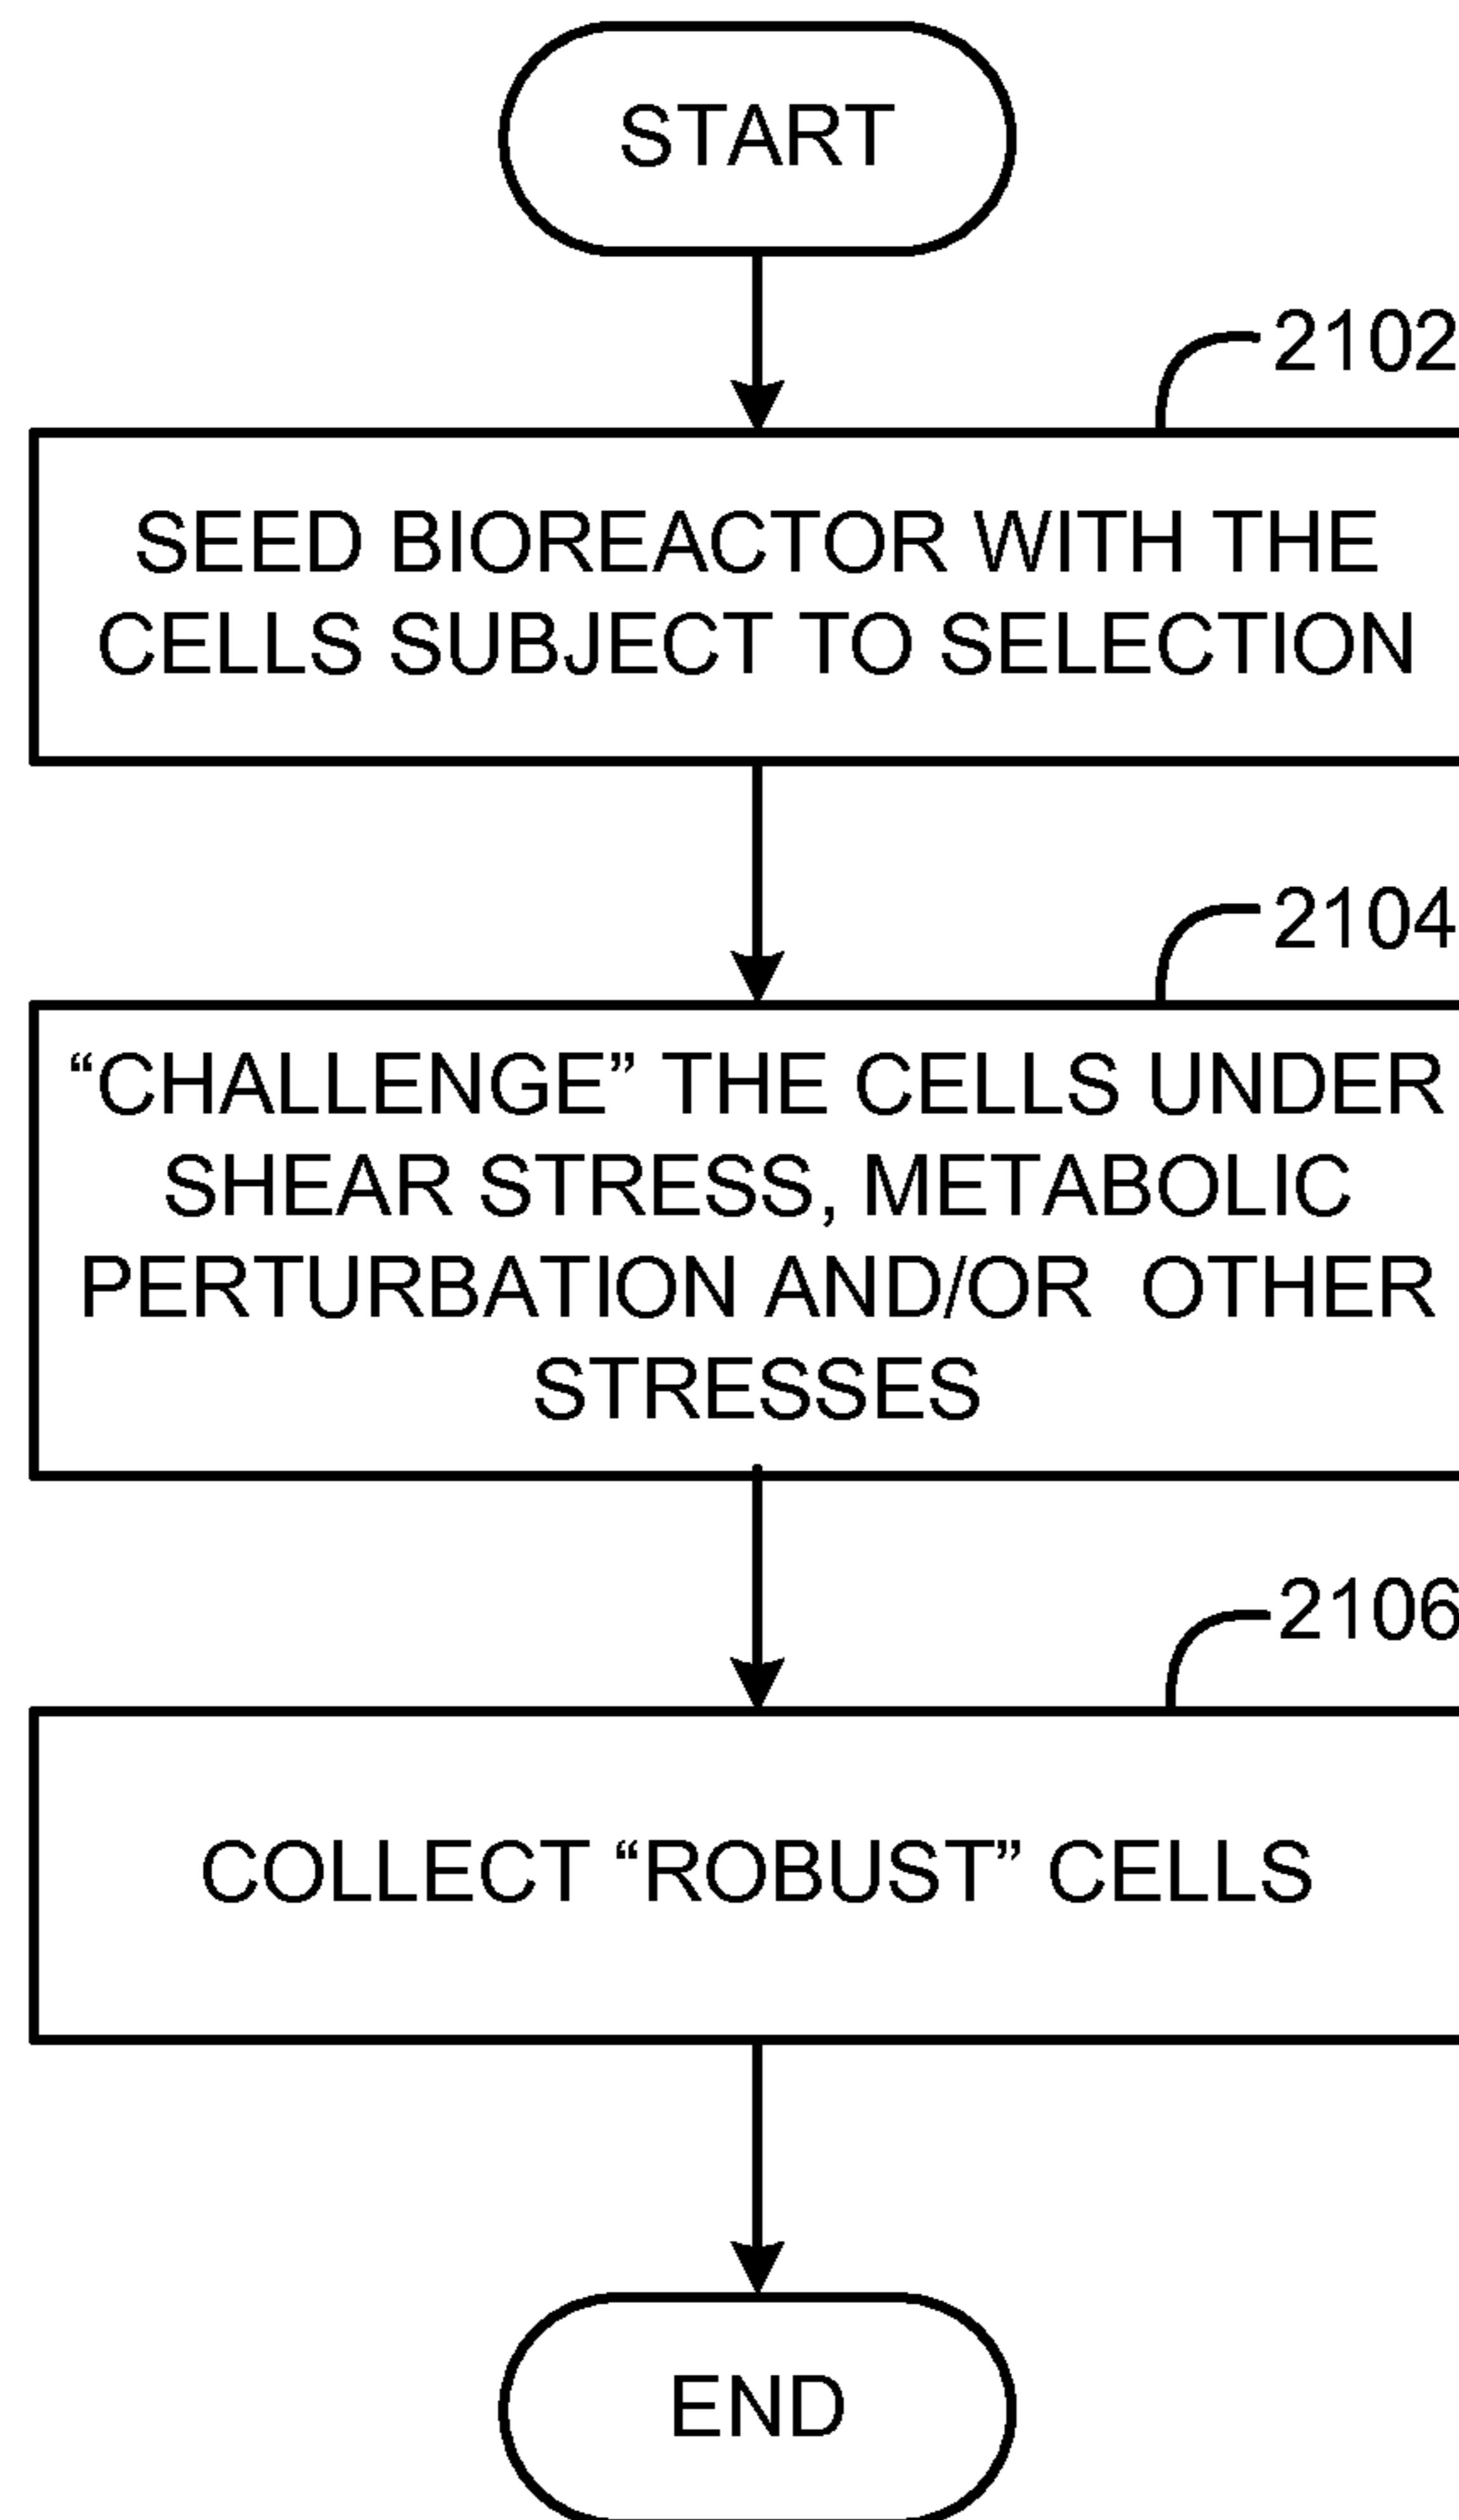 START
2102
SEED BIOREACTOR WITH THE
CELLS SUBJECT TO SELECTION
2104
“CHALLENGE” THE CELLS UNDER
SHEAR STRESS, METABOLIC
PERTURBATION AND/OR OTHER
STRESSES
2106
COLLECT “ROBUST” CELLS
END